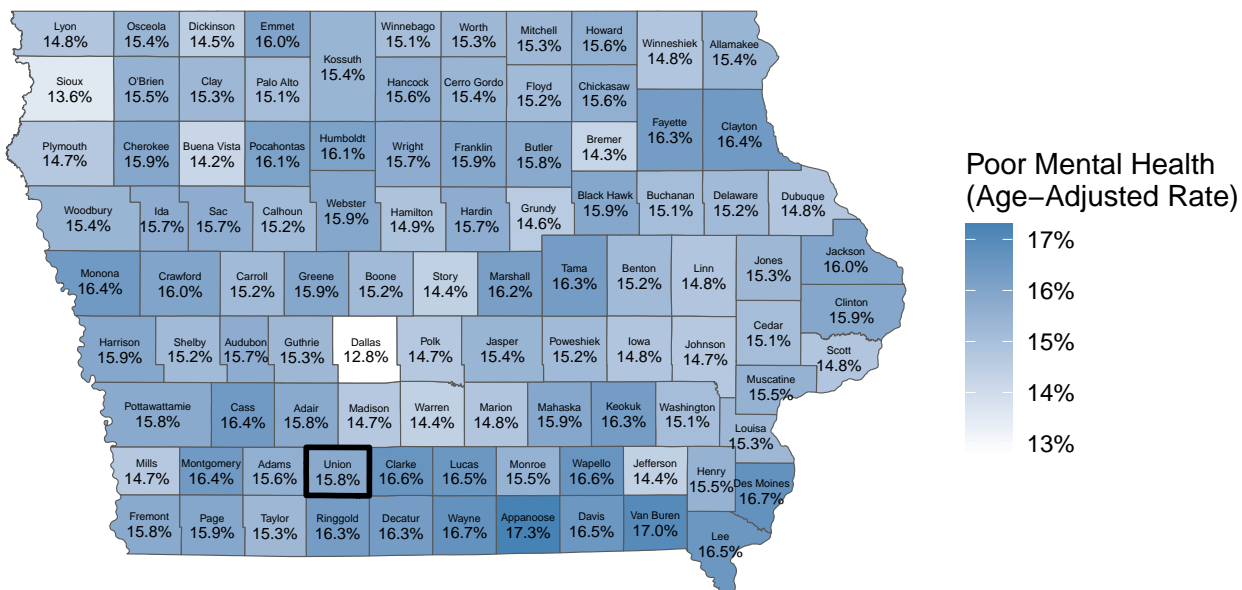 Lyon
14.8%
Osceola
15.4%
Dickinson
14.5%
Emmet
16.0%
Kossuth
15.4%
Winnebago
15.1%
Worth
15.3%
Mitchell
15.3%
Howard
15.6%
Winneshiek
14.8%
Allamakee
15.4%
Sioux
13.6%
O'Brien
15.5%
Clay
15.3%
Palo Alto
15.1%
Hancock
15.6%
Cerro Gordo
15.4%
Floyd
15.2%
Chickasaw
15.6%
Plymouth
14.7%
Cherokee
15.9%
Buena Vista
14.2%
Pocahontas
16.1%
Humboldt
16.1%
Wright
15.7%
Franklin
15.9%
Butler
15.8%
Bremer
14.3%
Fayette
16.3%
Clayton
16.4%
Woodbury
15.4%
Ida
15.7%
Sac
15.7%
Calhoun
15.2%
Webster
15.9%
Hamilton
14.9%
Hardin
15.7%
Grundy
14.6%
Black Hawk
15.9%
Buchanan
15.1%
Delaware
15.2%
Dubuque
14.8%
Monona
16.4%
Crawford
16.0%
Carroll
15.2%
Greene
15.9%
Boone
15.2%
Story
14.4%
Marshall
16.2%
Tama
16.3%
Benton
15.2%
Linn
14.8%
Jones
15.3%
Jackson
16.0%
Clinton
15.9%
Harrison
15.9%
Shelby
15.2%
Audubon
15.7%
Guthrie
15.3%
Dallas
12.8%
Polk
14.7%
Jasper
15.4%
Poweshiek
15.2%
Iowa
14.8%
Johnson
14.7%
Cedar
15.1%
Scott
14.8%
Muscatine
15.5%
Pottawattamie
15.8%
Cass
16.4%
Adair
15.8%
Madison
14.7%
Warren
14.4%
Marion
14.8%
Mahaska
15.9%
Keokuk
16.3%
Washington
15.1%
Louisa
15.3%
Mills
14.7%
Montgomery
16.4%
Adams
15.6%
Union
15.8%
Clarke
16.6%
Lucas
16.5%
Monroe
15.5%
Wapello
16.6%
Jefferson
14.4%
Henry
15.5%
Des Moines
16.7%
Fremont
15.8%
Page
15.9%
Taylor
15.3%
Ringgold
16.3%
Decatur
16.3%
Wayne
16.7%
Appanoose
17.3%
Davis
16.5%
Van Buren
17.0%
Lee
16.5%
Poor Mental Health
(Age−Adjusted Rate)
17%
16%
15%
14%
13%